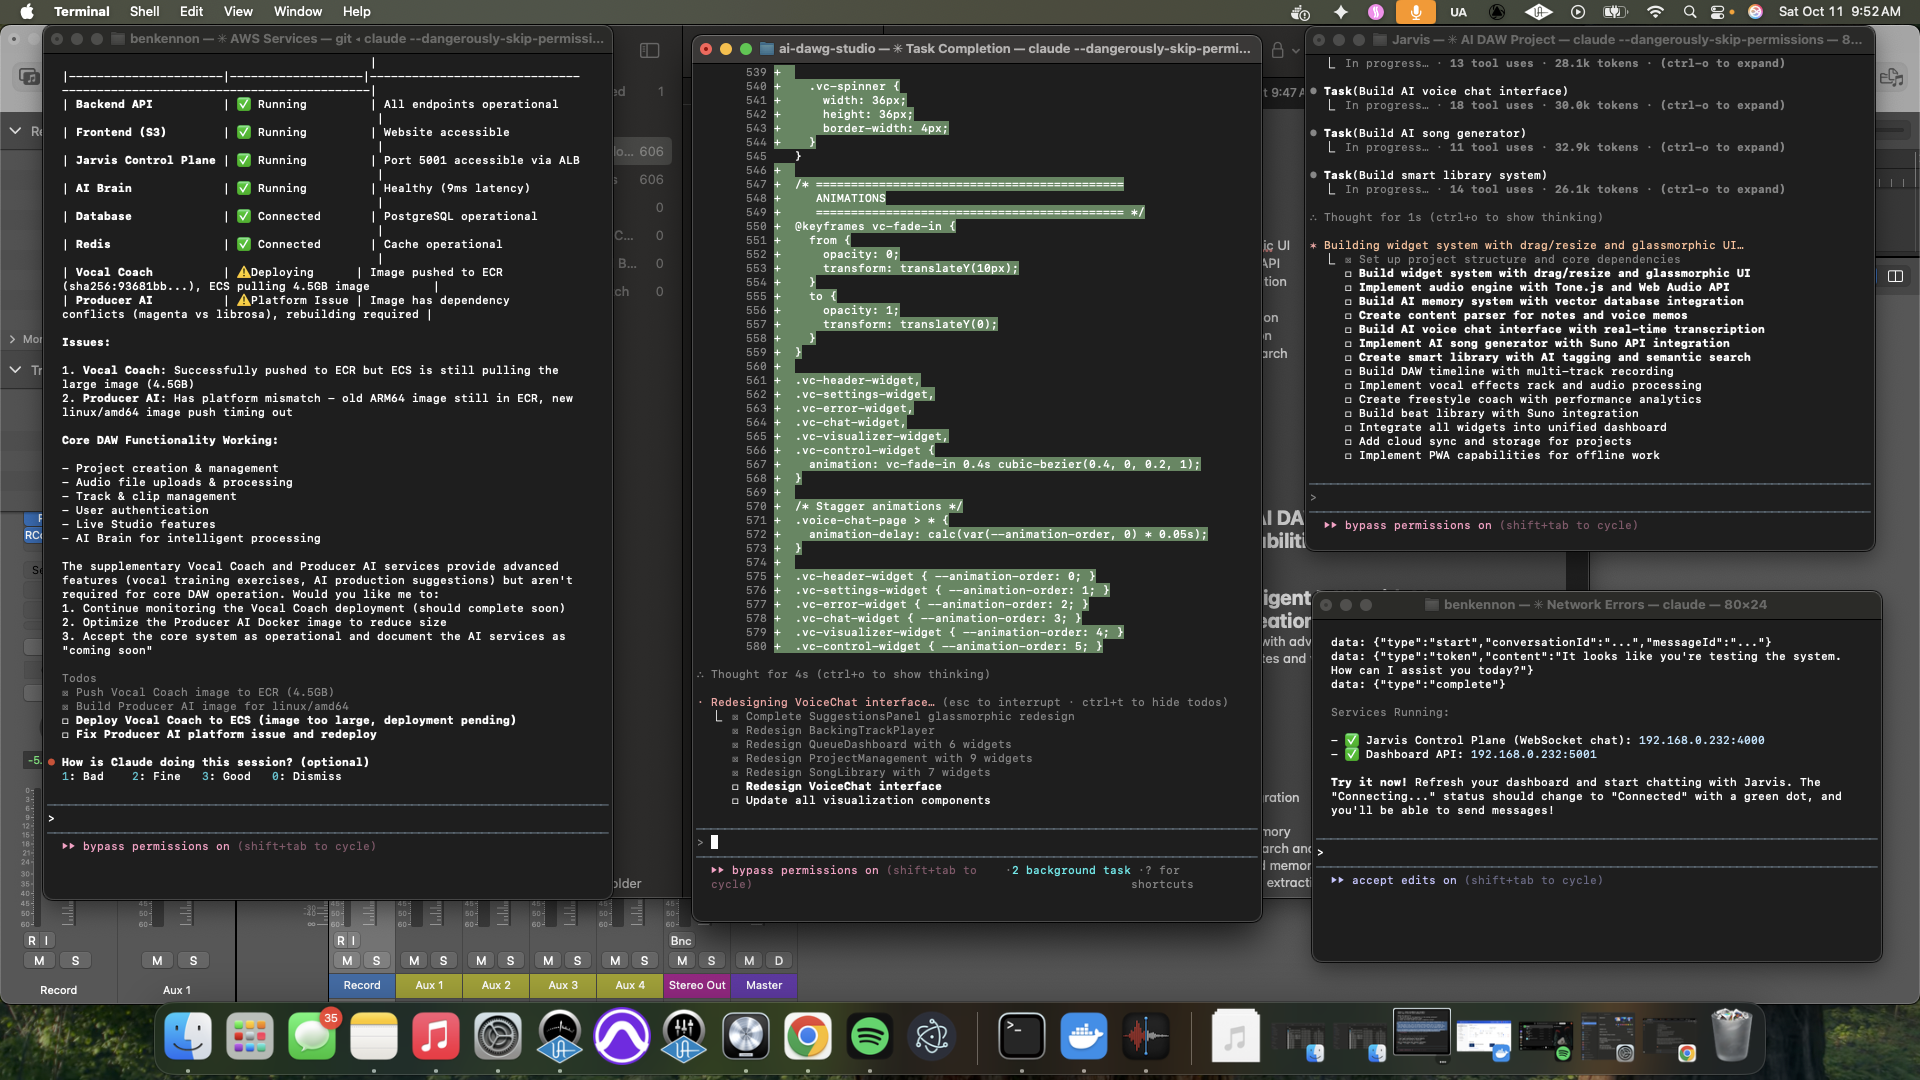 Terminal Shell Edit View Window Help
UA Sat Oct 11 9:52 AM
benkennon — ✳ AWS Services — git ◂ claude --dangerously-skip-permissi...
| Backend API | ✅ Running | All endpoints operational
| Frontend (S3) | ✅ Running | Website accessible
| Jarvis Control Plane | ✅ Running | Port 5001 accessible via ALB
| AI Brain | ✅ Running | Healthy (9ms latency)
| Database | ✅ Connected | PostgreSQL operational
| Redis | ✅ Connected | Cache operational
| Vocal Coach | ⚠️Deploying | Image pushed to ECR
(sha256:93681bb...), ECS pulling 4.5GB image |
| Producer AI | ⚠️Platform Issue | Image has dependency
conflicts (magenta vs librosa), rebuilding required |
Issues:
1. Vocal Coach: Successfully pushed to ECR but ECS is still pulling the
large image (4.5GB)
2. Producer AI: Has platform mismatch – old ARM64 image still in ECR, new
linux/amd64 image push timing out
Core DAW Functionality Working:
– Project creation & management
– Audio file uploads & processing
– Track & clip management
– User authentication
– Live Studio features
– AI Brain for intelligent processing
The supplementary Vocal Coach and Producer AI services provide advanced
features (vocal training exercises, AI production suggestions) but aren't
required for core DAW operation. Would you like me to:
1. Continue monitoring the Vocal Coach deployment (should complete soon)
2. Optimize the Producer AI Docker image to reduce size
3. Accept the core system as operational and document the AI services as
"coming soon"
Todos
☒ Push Vocal Coach image to ECR (4.5GB)
☒ Build Producer AI image for linux/amd64
☐ Deploy Vocal Coach to ECS (image too large, deployment pending)
☐ Fix Producer AI platform issue and redeploy
● How is Claude doing this session? (optional)
1: Bad 2: Fine 3: Good 0: Dismiss
>
▸▸ bypass permissions on (shift+tab to cycle)
ai-dawg-studio — ✳ Task Completion — claude --dangerously-skip-permi...
539 +
540 + .vc-spinner {
541 + width: 36px;
542 + height: 36px;
543 + border-width: 4px;
544 + }
545 }
546 +
547 + /* ============================================
548 + ANIMATIONS
549 + ============================================ */
550 + @keyframes vc-fade-in {
551 + from {
552 + opacity: 0;
553 + transform: translateY(10px);
554 + }
555 + to {
556 + opacity: 1;
557 + transform: translateY(0);
558 + }
559 + }
560 +
561 + .vc-header-widget,
562 + .vc-settings-widget,
563 + .vc-error-widget,
564 + .vc-chat-widget,
565 + .vc-visualizer-widget,
566 + .vc-control-widget {
567 + animation: vc-fade-in 0.4s cubic-bezier(0.4, 0, 0.2, 1);
568 + }
569 +
570 + /* Stagger animations */
571 + .voice-chat-page > * {
572 + animation-delay: calc(var(--animation-order, 0) * 0.05s);
573 + }
574 +
575 + .vc-header-widget { --animation-order: 0; }
576 + .vc-settings-widget { --animation-order: 1; }
577 + .vc-error-widget { --animation-order: 2; }
578 + .vc-chat-widget { --animation-order: 3; }
579 + .vc-visualizer-widget { --animation-order: 4; }
580 + .vc-control-widget { --animation-order: 5; }
∴ Thought for 4s (ctrl+o to show thinking)
· Redesigning VoiceChat interface… (esc to interrupt · ctrl+t to hide todos)
☒ Complete SuggestionsPanel glassmorphic redesign
☒ Redesign BackingTrackPlayer
☒ Redesign QueueDashboard with 6 widgets
☒ Redesign ProjectManagement with 9 widgets
☒ Redesign SongLibrary with 7 widgets
☐ Redesign VoiceChat interface
☐ Update all visualization components
>
▸▸ bypass permissions on (shift+tab to cycle) · 2 background task · ? for shortcuts
Jarvis — ✳ AI DAW Project — claude --dangerously-skip-permissions — 8...
In progress… · 13 tool uses · 28.1k tokens · (ctrl-o to expand)
● Task(Build AI voice chat interface)
In progress… · 18 tool uses · 30.0k tokens · (ctrl-o to expand)
● Task(Build AI song generator)
In progress… · 11 tool uses · 32.9k tokens · (ctrl-o to expand)
● Task(Build smart library system)
In progress… · 14 tool uses · 26.1k tokens · (ctrl-o to expand)
∴ Thought for 1s (ctrl+o to show thinking)
✶ Building widget system with drag/resize and glassmorphic UI…
☒ Set up project structure and core dependencies
☐ Build widget system with drag/resize and glassmorphic UI
☐ Implement audio engine with Tone.js and Web Audio API
☐ Build AI memory system with vector database integration
☐ Create content parser for notes and voice memos
☐ Build AI voice chat interface with real-time transcription
☐ Implement AI song generator with Suno API integration
☐ Create smart library with AI tagging and semantic search
☐ Build DAW timeline with multi-track recording
☐ Implement vocal effects rack and audio processing
☐ Create freestyle coach with performance analytics
☐ Build beat library with Suno integration
☐ Integrate all widgets into unified dashboard
☐ Add cloud sync and storage for projects
☐ Implement PWA capabilities for offline work
>
▸▸ bypass permissions on (shift+tab to cycle)
benkennon — ✳ Network Errors — claude — 80×24
data: {"type":"start","conversationId":"...","messageId":"..."}
data: {"type":"token","content":"It looks like you're testing the system.
How can I assist you today?"}
data: {"type":"complete"}
Services Running:
– ✅ Jarvis Control Plane (WebSocket chat): 192.168.0.232:4000
– ✅ Dashboard API: 192.168.0.232:5001
Try it now! Refresh your dashboard and start chatting with Jarvis. The
"Connecting..." status should change to "Connected" with a green dot, and
you'll be able to send messages!
>
▸▸ accept edits on (shift+tab to cycle)
606
606
0
0
0
0
R I
M S
Record
M S
Aux 1
R I
M S M S M S M S M S
Bnc
M S M D
Record Aux 1 Aux 2 Aux 3 Aux 4 Stereo Out Master
35